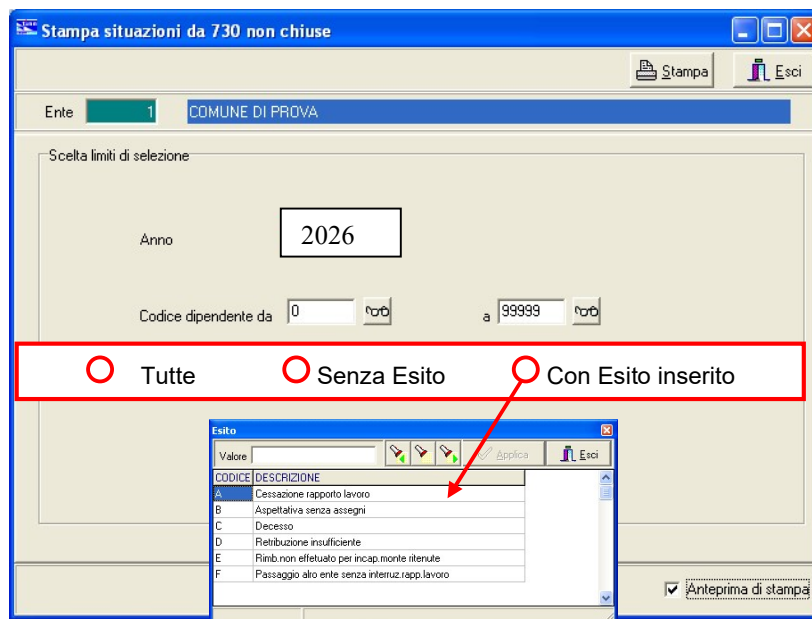 Stampa situazioni da 730 non chiuse
Stampa Esci
Ente 1 COMUNE DI PROVA
Scelta limiti di selezione
Anno 2026
Codice dipendente da 0 a 99999
Tutte Senza Esito Con Esito inserito
Esito
Valore Applica Esci
CODICE DESCRIZIONE
A Cessazione rapporto lavoro
B Aspettativa senza assegni
C Decesso
D Retribuzione insufficiente
E Rimb.non effetuato per incap.monte ritenute
F Passaggio alro ente senza interruz.rapp.lavoro
Anteprima di stampa